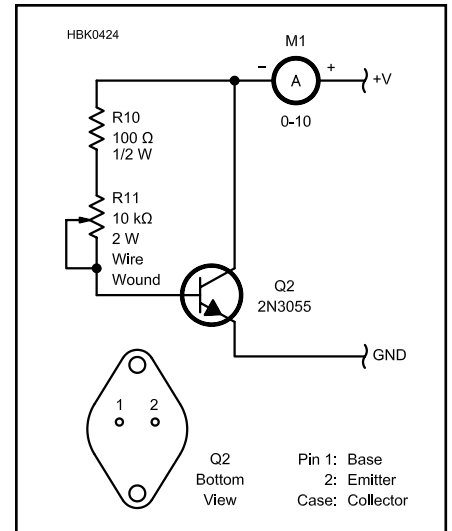 HBK0424
M1
− A +
+V
0-10
R10
100 Ω
1/2 W
R11
10 kΩ
2 W
Wire
Wound
Q2
2N3055
GND
1 2
Q2
Bottom
View
Pin 1: Base
2: Emitter
Case: Collector